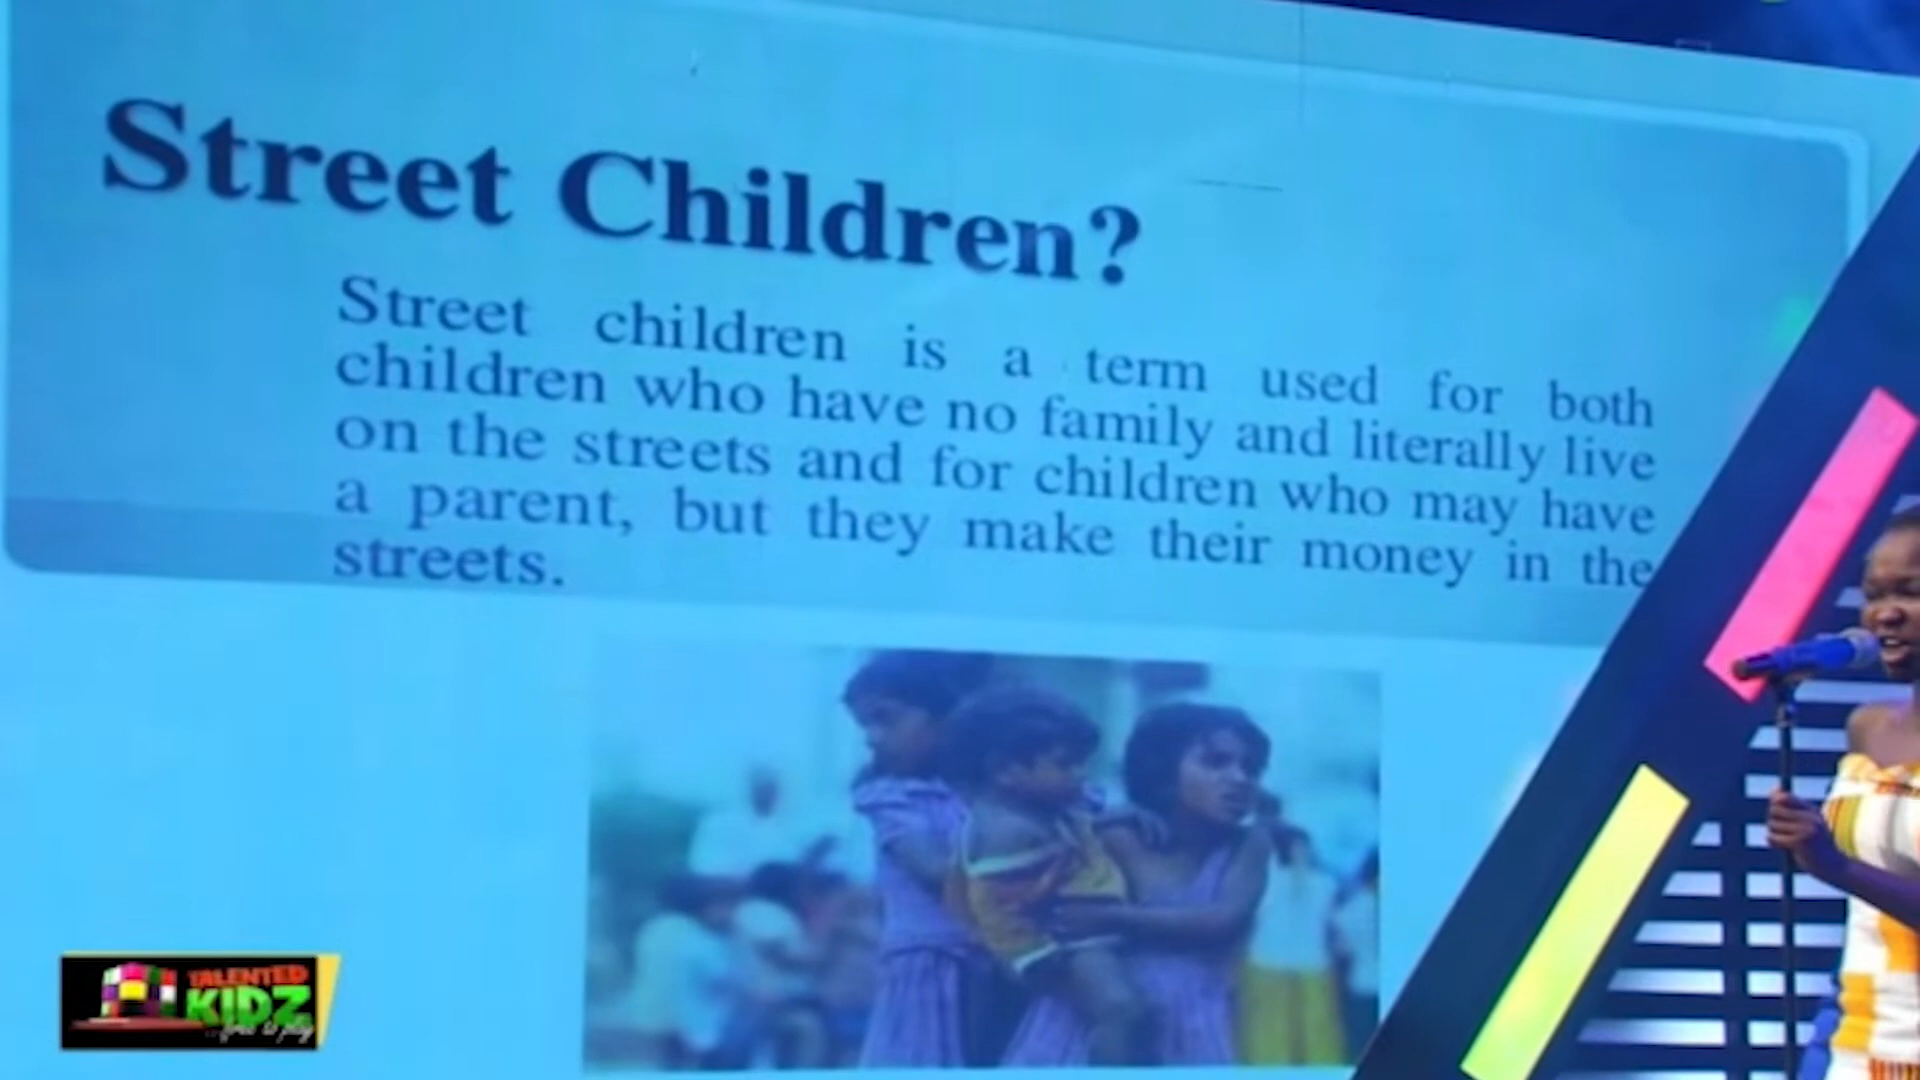 Street Children?
Street children is a term used for both
children who have no family and literally live
on the streets and for children who may have
a parent, but they make their money in the
streets.
TALENTED
KIDZ